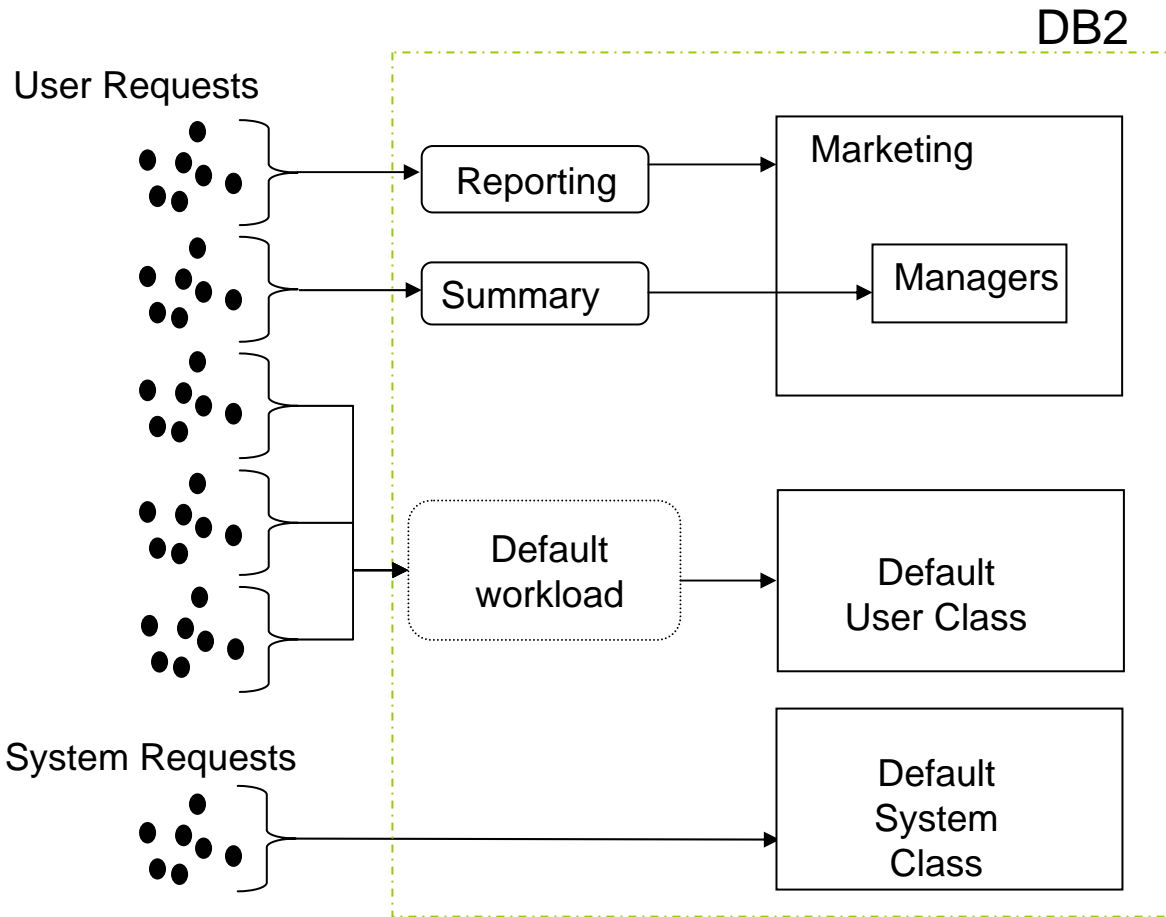 DB2
User Requests
Reporting
Marketing
Summary
Managers
Default
workload
Default
User Class
System Requests
Default
System
Class